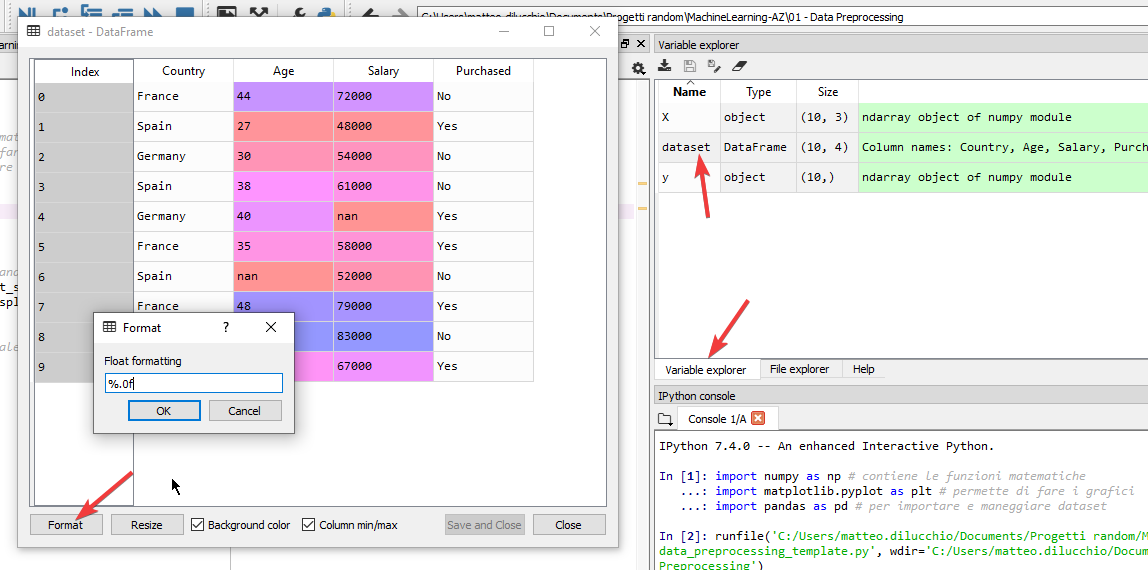 C:\Users\matteo.dilucchio\Documents\Progetti random\MachineLearning-AZ\01 - Data Preprocessing
dataset - DataFrame
Index Country Age Salary Purchased
0 France 44 72000 No
1 Spain 27 48000 Yes
2 Germany 30 54000 No
3 Spain 38 61000 No
4 Germany 40 nan Yes
5 France 35 58000 Yes
6 Spain nan 52000 No
7 France 48 79000 Yes
8 83000 No
9 67000 Yes
Format ?
Float formatting
%.0f
OK Cancel
Format Resize Background color Column min/max Save and Close Close
Variable explorer
Name Type Size
X object (10, 3) ndarray object of numpy module
dataset DataFrame (10, 4) Column names: Country, Age, Salary, Purch
y object (10,) ndarray object of numpy module
Variable explorer File explorer Help
IPython console
Console 1/A
IPython 7.4.0 -- An enhanced Interactive Python.
In [1]: import numpy as np # contiene le funzioni matematiche
...: import matplotlib.pyplot as plt # permette di fare i grafici
...: import pandas as pd # per importare e maneggiare dataset
In [2]: runfile('C:/Users/matteo.dilucchio/Documents/Progetti random/M
data_preprocessing_template.py', wdir='C:/Users/matteo.dilucchio/Docum
Preprocessing')